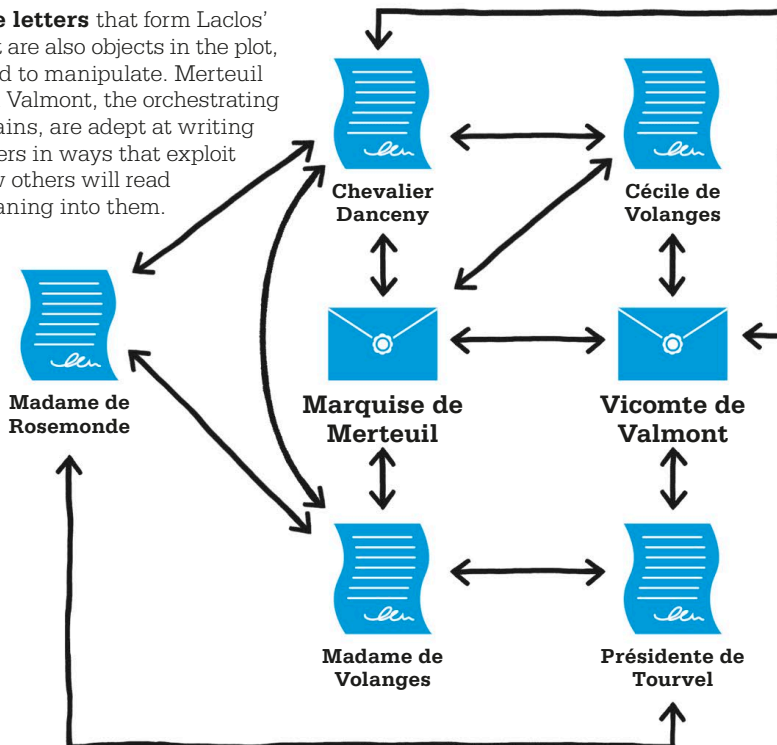 e letters that form Laclos'
t are also objects in the plot,
d to manipulate. Merteuil
Valmont, the orchestrating
ains, are adept at writing
ers in ways that exploit
w others will read
aning into them.
Chevalier
Danceny
Cécile de
Volanges
Madame de
Rosemonde
Marquise de
Merteuil
Vicomte de
Valmont
Madame de
Volanges
Présidente de
Tourvel